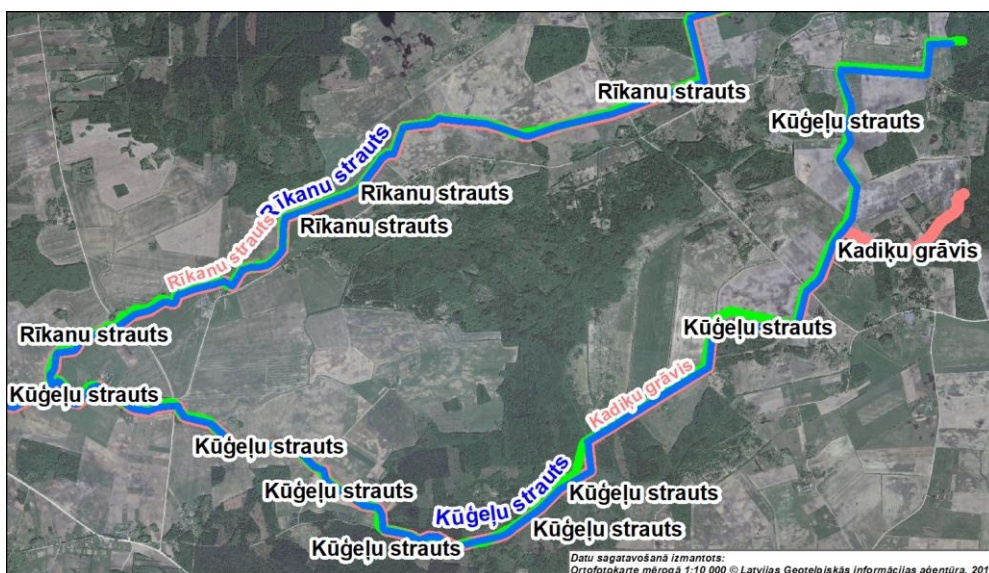 Rīkanu strauts
Kūģeļu strauts
Rīkanu strauts
Rīkanu strauts
Rīkanu strauts
Rīkanu strauts
Kadiķu grāvis
Kūģeļu strauts
Rīkanu strauts
Kadiķu grāvis
Kūģeļu strauts
Kūģeļu strauts
Kūģeļu strauts
Kūģeļu strauts
Kūģeļu strauts
Kūģeļu strauts
Kūģeļu strauts
Datu sagatavošanā izmantots:
Ortofotokarte mērogā 1:10 000 © Latvijas Ģeotelpiskās informācijas aģentūra, 201